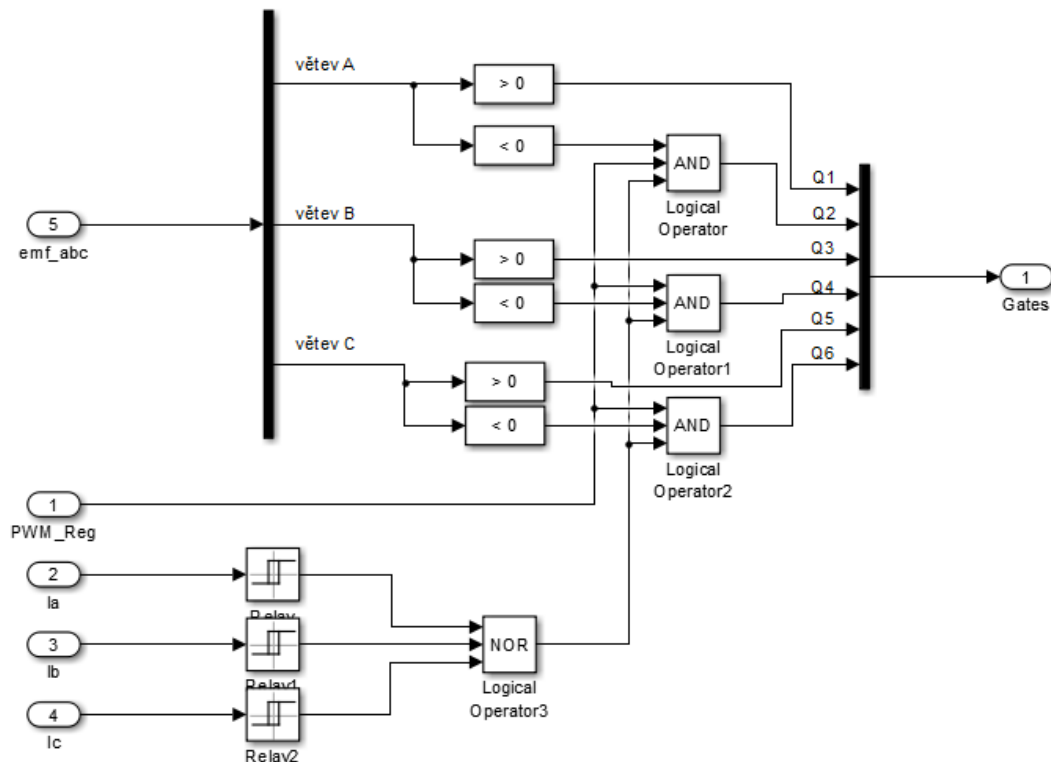 větev A
> 0
< 0
AND
Logical
Operator
Q1
Q2
5
emf_abc
větev B
> 0
< 0
AND
Logical
Operator1
Q3
Q4
Q5
Q6
1
Gates
větev C
> 0
< 0
AND
Logical
Operator2
1
PWM_Reg
2
Ia
Relay
3
Ib
Relay1
NOR
Logical
Operator3
4
Ic
Relay2